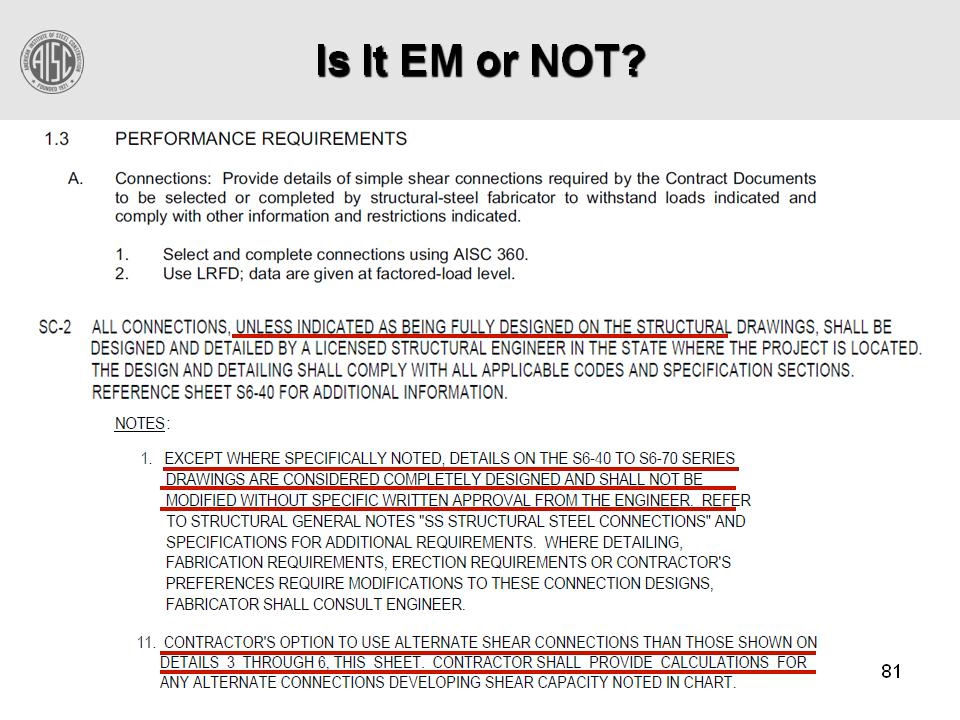 AMERICAN INSTITUTE OF STEEL CONSTRUCTION
AISC
FOUNDED 1921
Is It EM or NOT?
1.3 PERFORMANCE REQUIREMENTS
A. Connections: Provide details of simple shear connections required by the Contract Documents
to be selected or completed by structural-steel fabricator to withstand loads indicated and
comply with other information and restrictions indicated.
1. Select and complete connections using AISC 360.
2. Use LRFD; data are given at factored-load level.
SC-2 ALL CONNECTIONS, UNLESS INDICATED AS BEING FULLY DESIGNED ON THE STRUCTURAL DRAWINGS, SHALL BE
DESIGNED AND DETAILED BY A LICENSED STRUCTURAL ENGINEER IN THE STATE WHERE THE PROJECT IS LOCATED.
THE DESIGN AND DETAILING SHALL COMPLY WITH ALL APPLICABLE CODES AND SPECIFICATION SECTIONS.
REFERENCE SHEET S6-40 FOR ADDITIONAL INFORMATION.
NOTES:
1. EXCEPT WHERE SPECIFICALLY NOTED, DETAILS ON THE S6-40 TO S6-70 SERIES
DRAWINGS ARE CONSIDERED COMPLETELY DESIGNED AND SHALL NOT BE
MODIFIED WITHOUT SPECIFIC WRITTEN APPROVAL FROM THE ENGINEER. REFER
TO STRUCTURAL GENERAL NOTES "SS STRUCTURAL STEEL CONNECTIONS" AND
SPECIFICATIONS FOR ADDITIONAL REQUIREMENTS. WHERE DETAILING,
FABRICATION REQUIREMENTS, ERECTION REQUIREMENTS OR CONTRACTOR'S
PREFERENCES REQUIRE MODIFICATIONS TO THESE CONNECTION DESIGNS,
FABRICATOR SHALL CONSULT ENGINEER.
11. CONTRACTOR'S OPTION TO USE ALTERNATE SHEAR CONNECTIONS THAN THOSE SHOWN ON
DETAILS 3 THROUGH 6, THIS SHEET. CONTRACTOR SHALL PROVIDE CALCULATIONS FOR
ANY ALTERNATE CONNECTIONS DEVELOPING SHEAR CAPACITY NOTED IN CHART.
81